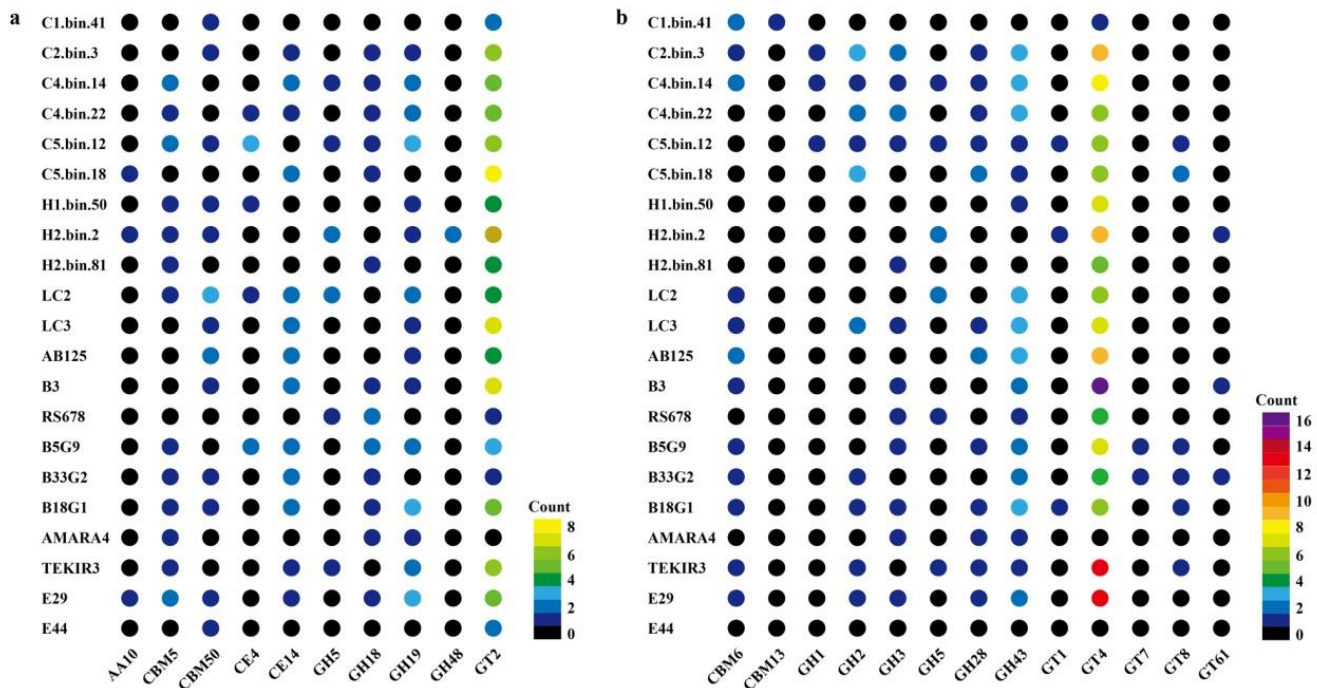 a
C1.bin.41
C2.bin.3
C4.bin.14
C4.bin.22
C5.bin.12
C5.bin.18
H1.bin.50
H2.bin.2
H2.bin.81
LC2
LC3
AB125
B3
RS678
B5G9
B33G2
B18G1
AMARA4
TEKIR3
E29
E44
AA10
CBM5
CBM50
CE4
CE14
GH5
GH18
GH19
GH48
GT2
Count
8
6
4
2
0
b
C1.bin.41
C2.bin.3
C4.bin.14
C4.bin.22
C5.bin.12
C5.bin.18
H1.bin.50
H2.bin.2
H2.bin.81
LC2
LC3
AB125
B3
RS678
B5G9
B33G2
B18G1
AMARA4
TEKIR3
E29
E44
CBM6
CBM13
GH1
GH2
GH3
GH5
GH28
GH43
GT1
GT4
GT7
GT8
GT61
Count
16
14
12
10
8
6
4
2
0